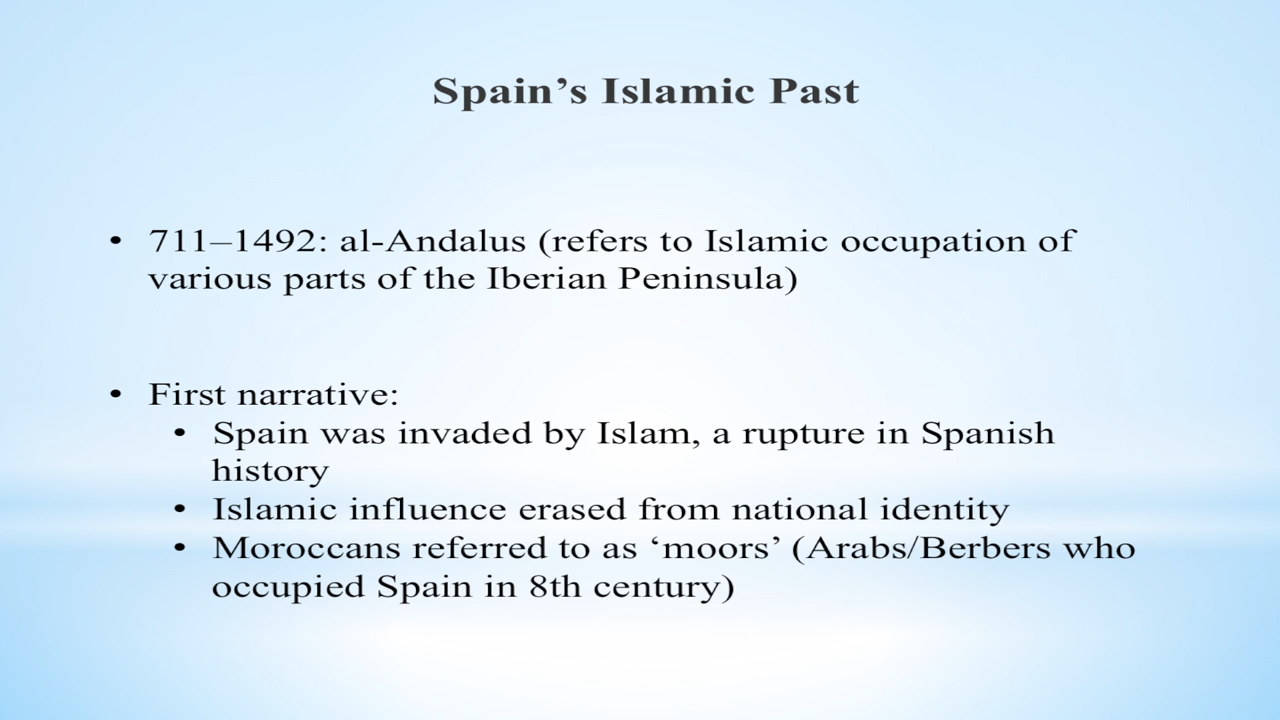 Spain’s Islamic Past
• 711–1492: al-Andalus (refers to Islamic occupation of
various parts of the Iberian Peninsula)
• First narrative:
• Spain was invaded by Islam, a rupture in Spanish
history
• Islamic influence erased from national identity
• Moroccans referred to as ‘moors’ (Arabs/Berbers who
occupied Spain in 8th century)